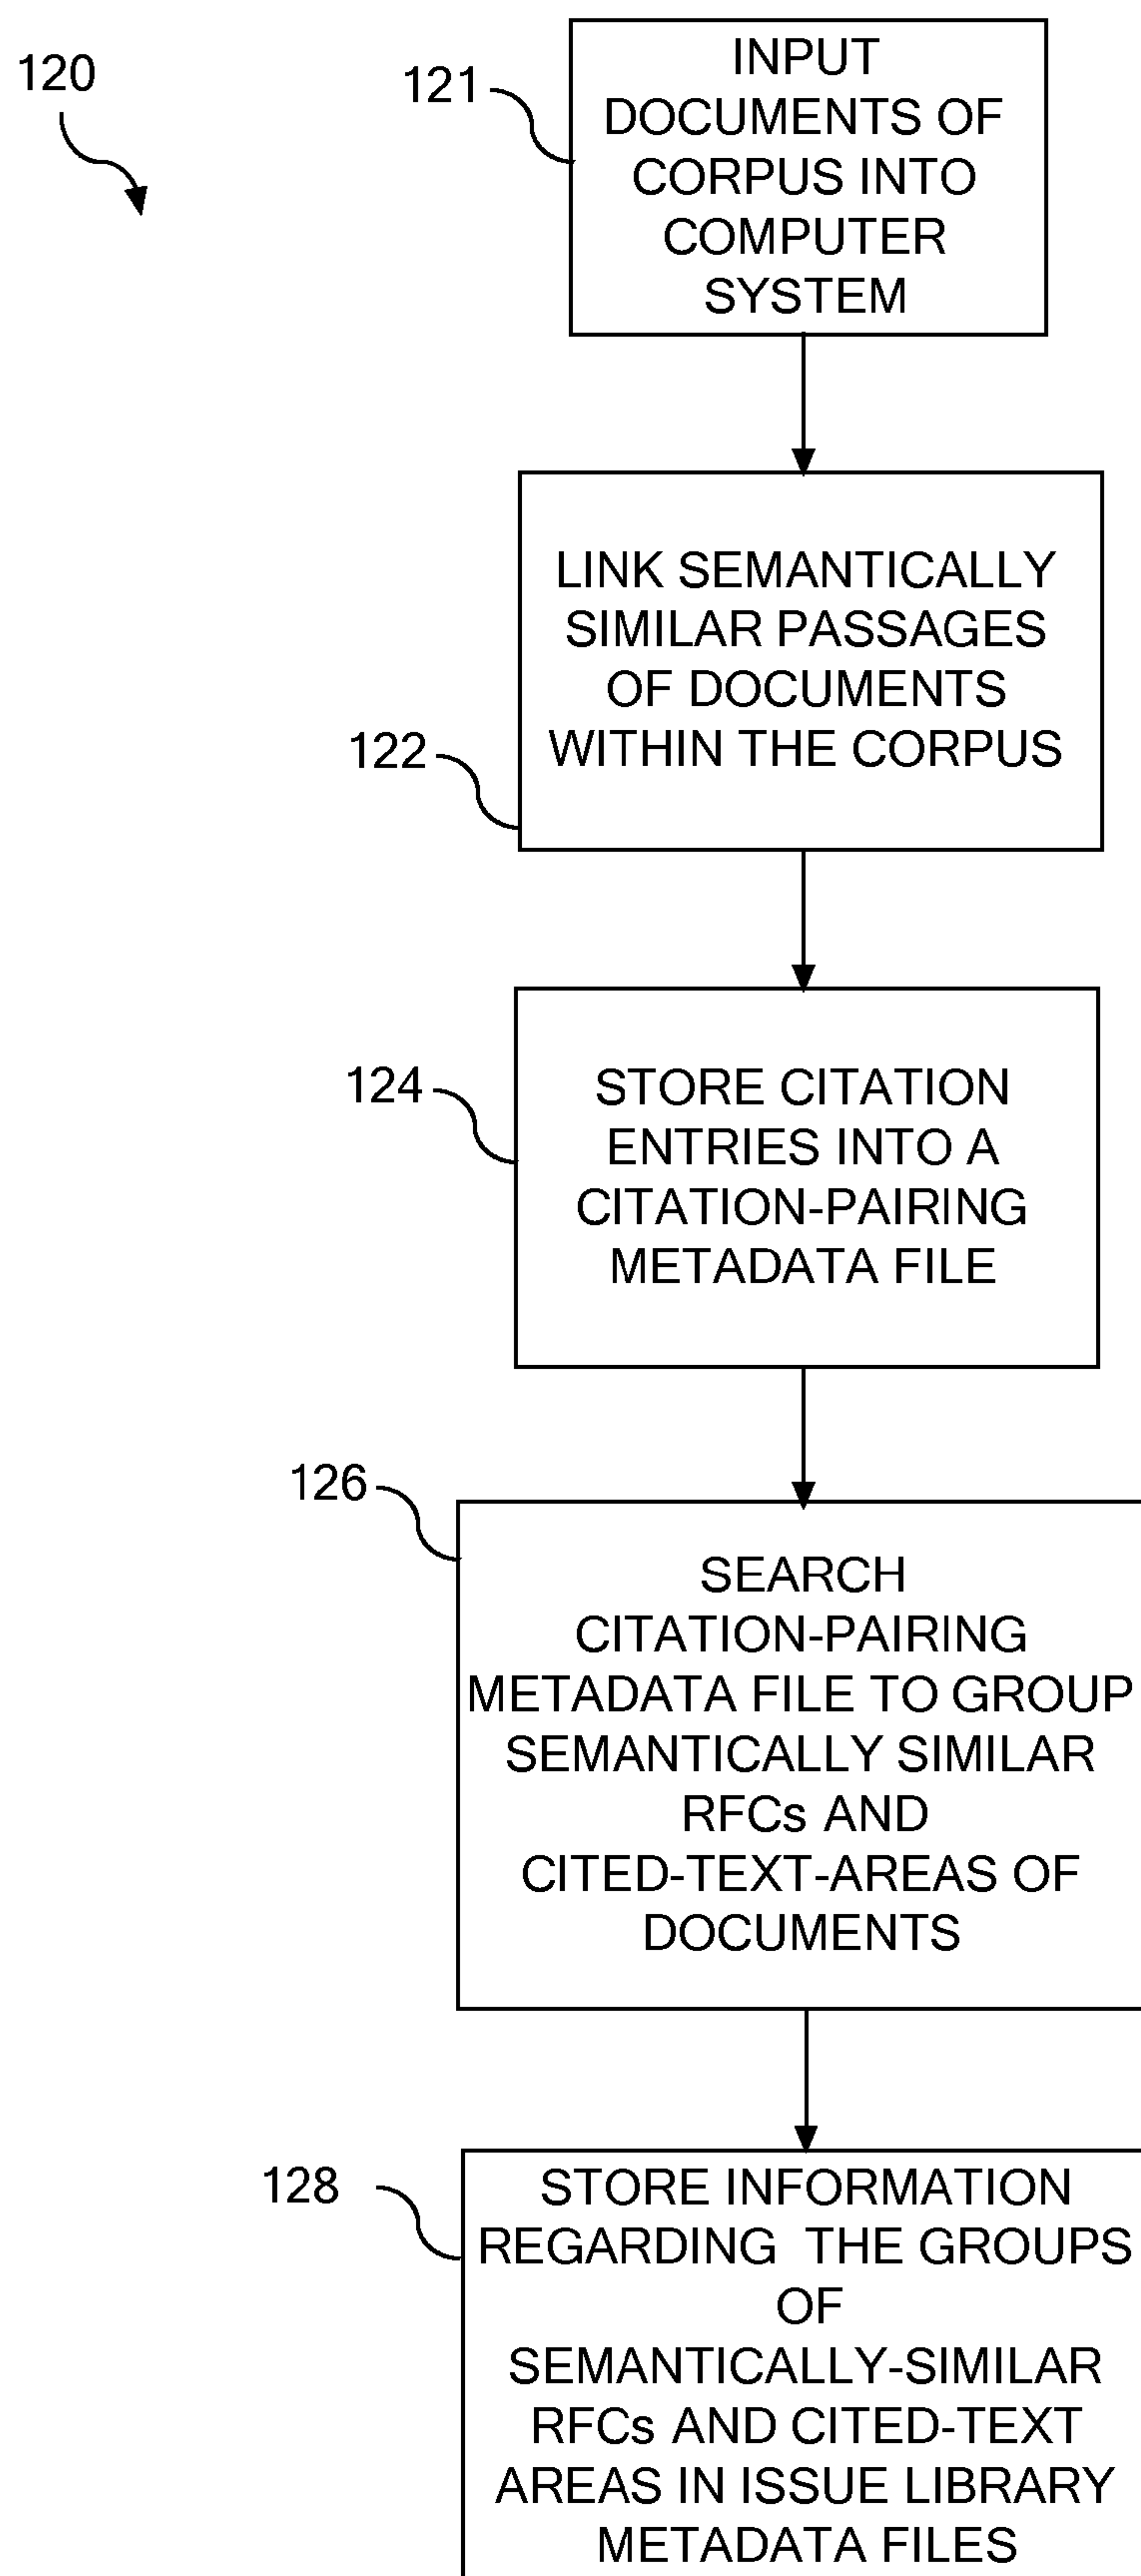 120
121
INPUT
DOCUMENTS OF
CORPUS INTO
COMPUTER
SYSTEM
LINK SEMANTICALLY
SIMILAR PASSAGES
OF DOCUMENTS
WITHIN THE CORPUS
122
124
STORE CITATION
ENTRIES INTO A
CITATION-PAIRING
METADATA FILE
126
SEARCH
CITATION-PAIRING
METADATA FILE TO GROUP
SEMANTICALLY SIMILAR
RFCs AND
CITED-TEXT-AREAS OF
DOCUMENTS
128
STORE INFORMATION
REGARDING THE GROUPS
OF
SEMANTICALLY-SIMILAR
RFCs AND CITED-TEXT
AREAS IN ISSUE LIBRARY
METADATA FILES